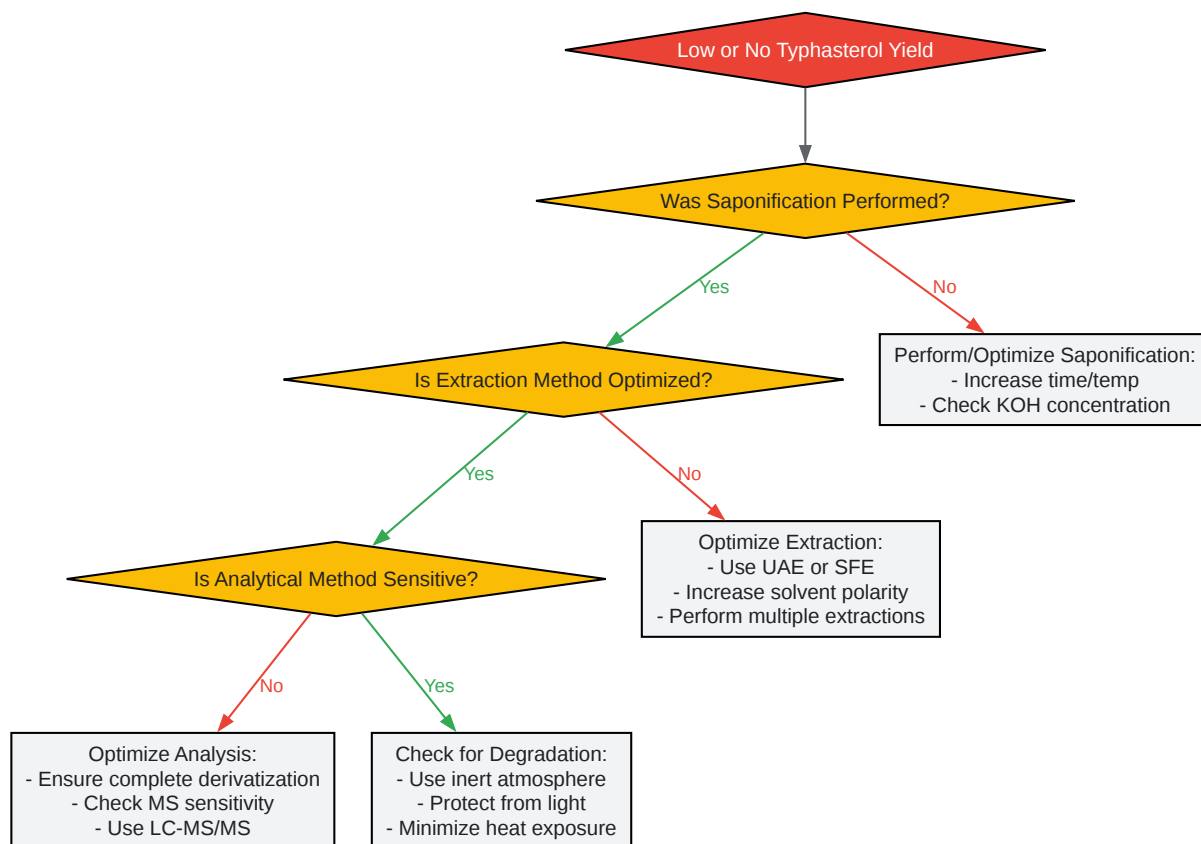 Low or No Typhasterol Yield
Was Saponification Performed?
Yes
No
Perform/Optimize Saponification:
- Increase time/temp
- Check KOH concentration
Is Extraction Method Optimized?
Yes
No
Optimize Extraction:
- Use UAE or SFE
- Increase solvent polarity
- Perform multiple extractions
Is Analytical Method Sensitive?
No
Yes
Optimize Analysis:
- Ensure complete derivatization
- Check MS sensitivity
- Use LC-MS/MS
Check for Degradation:
- Use inert atmosphere
- Protect from light
- Minimize heat exposure